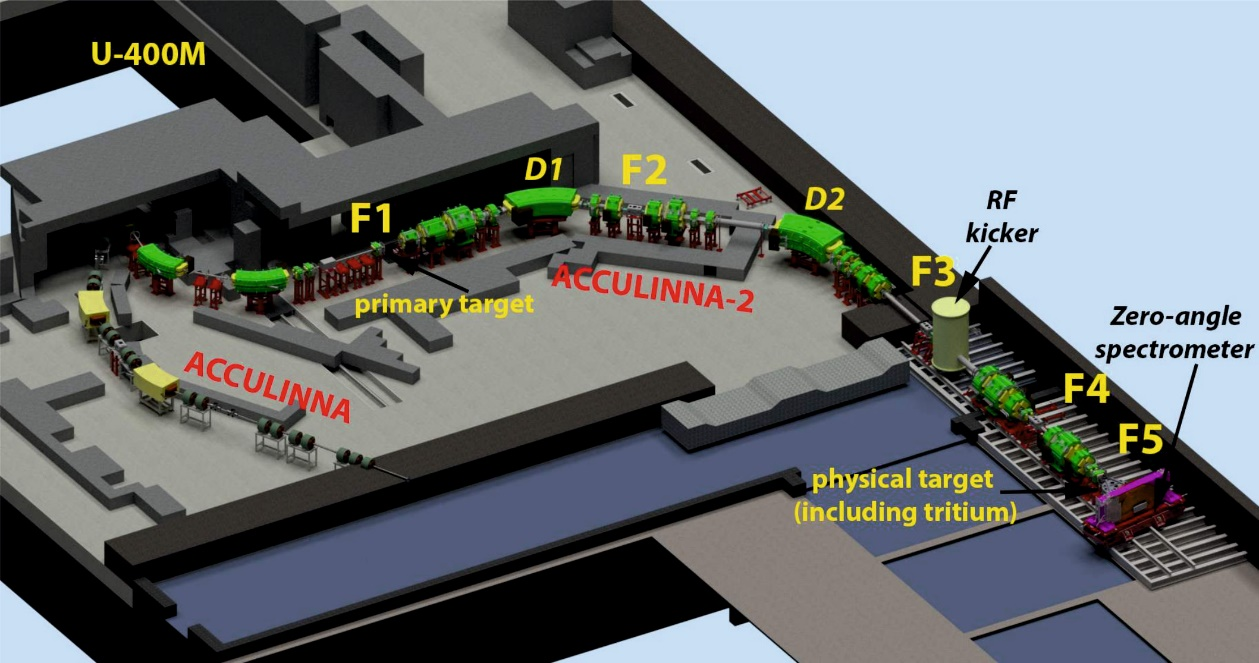 U-400M
D1
F2
F1
D2
RF
kicker
F3
primary target
ACCULINNA-2
Zero-angle
spectrometer
ACCULINNA
F4
F5
physical target
(including tritium)